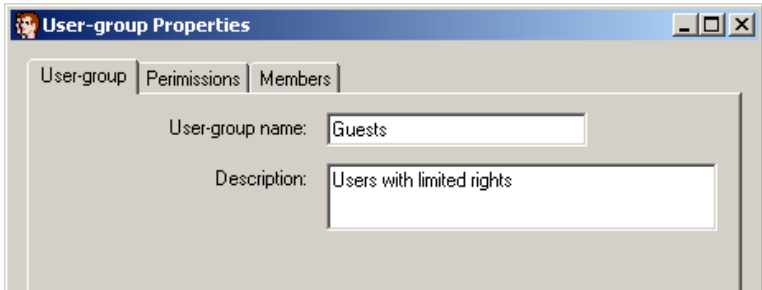 User-group Properties
User-group Perimissions Members
User-group name: Guests
Description: Users with limited rights